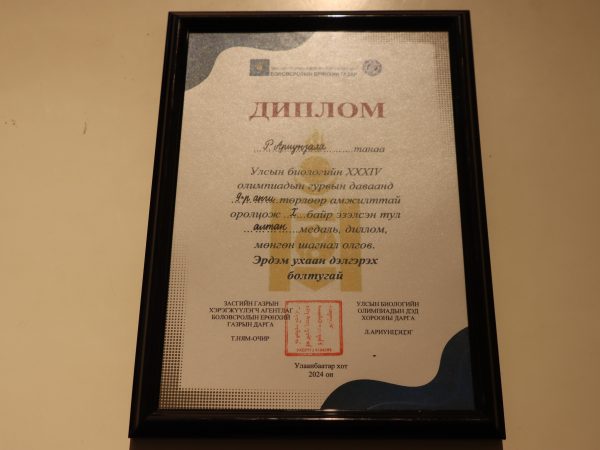 БОЛОВСРОЛЫН ЕРӨНХИЙ ГАЗАР
ДИПЛОМ
Р. Ариунзаяа танаа
Улсын биологийн XXXIV
олимпиадын гурвын даваанд
9-р анги төрлөөр амжилттай
оролцож I байр эзэлсэн тул
алтан медаль, диплом,
мөнгөн шагнал олгов.
Эрдэм ухаан дэлгэрэх
болтугай
ЗАСГИЙН ГАЗРЫН
ХЭРЭГЖҮҮЛЭГЧ АГЕНТЛАГ
БОЛОВСРОЛЫН ЕРӨНХИЙ
ГАЗРЫН ДАРГА
Т.НЯМ-ОЧИР
УЛСЫН БИОЛОГИЙН
ОЛИМПИАДЫН ДЭД
ХОРООНЫ ДАРГА
Улаанбаатар хот
2024 он